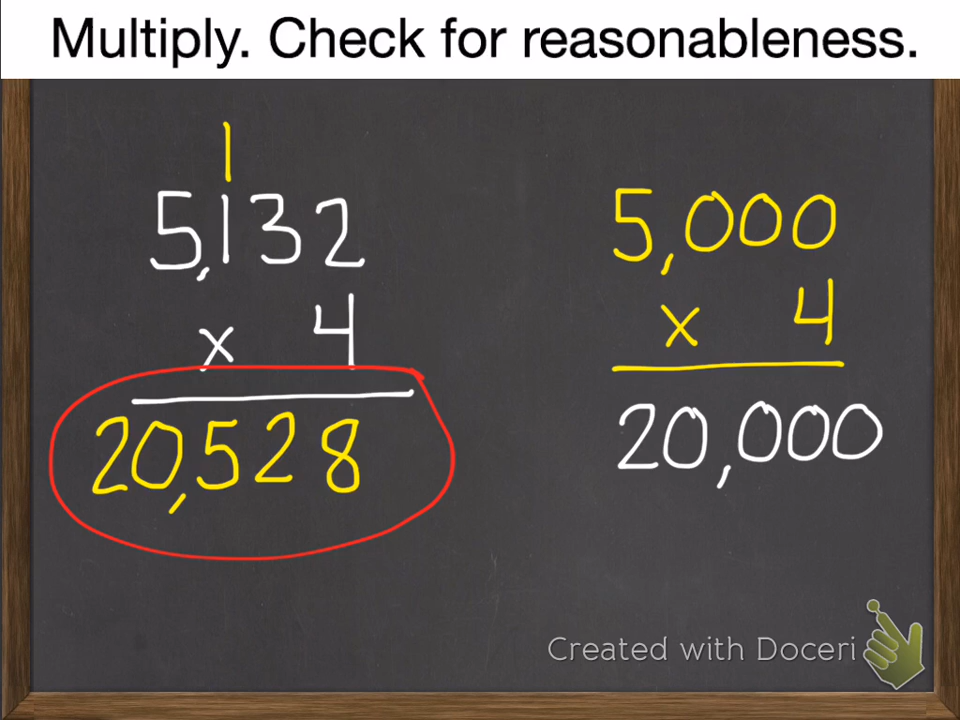 Multiply. Check for reasonableness.
1
5,132
x 4
20,528
5,000
x 4
20,000
Created with Doceri